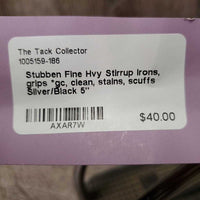 The Tack Collector
1005159-186
Stubben Fine Hvy Stirrup Irons,
grips *gc, clean, stains, scuffs
Silver/Black 5"
AXAR7W
$40.00